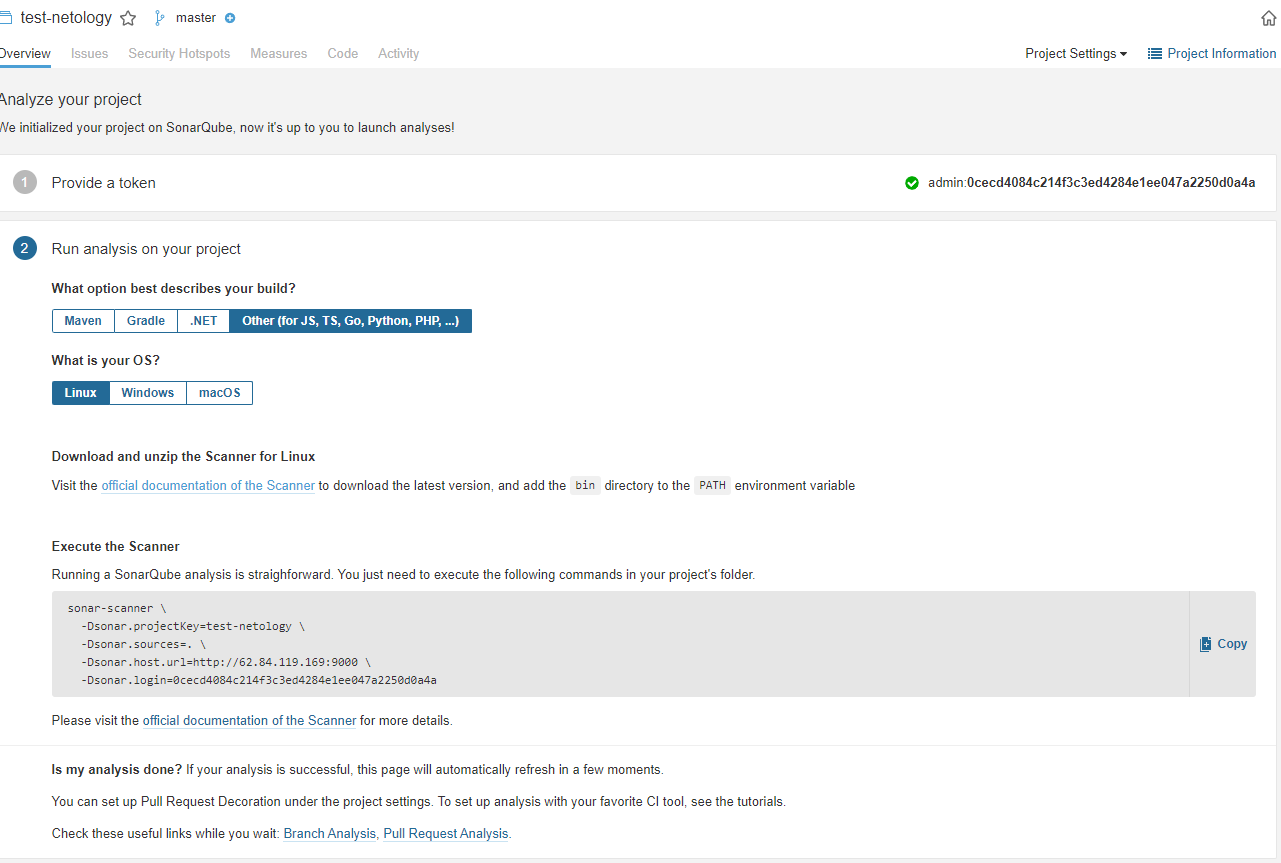 test-netology master
Overview Issues Security Hotspots Measures Code Activity Project Settings Project Information
Analyze your project
We initialized your project on SonarQube, now it's up to you to launch analyses!
1 Provide a token admin:0cecd4084c214f3c3ed4284e1ee047a2250d0a4a
2 Run analysis on your project
What option best describes your build?
Maven Gradle .NET Other (for JS, TS, Go, Python, PHP, ...)
What is your OS?
Linux Windows macOS
Download and unzip the Scanner for Linux
Visit the official documentation of the Scanner to download the latest version, and add the bin directory to the PATH environment variable
Execute the Scanner
Running a SonarQube analysis is straighforward. You just need to execute the following commands in your project's folder.
sonar-scanner \
-Dsonar.projectKey=test-netology \
-Dsonar.sources=. \
-Dsonar.host.url=http://62.84.119.169:9000 \
-Dsonar.login=0cecd4084c214f3c3ed4284e1ee047a2250d0a4a
Copy
Please visit the official documentation of the Scanner for more details.
Is my analysis done? If your analysis is successful, this page will automatically refresh in a few moments.
You can set up Pull Request Decoration under the project settings. To set up analysis with your favorite CI tool, see the tutorials.
Check these useful links while you wait: Branch Analysis, Pull Request Analysis.